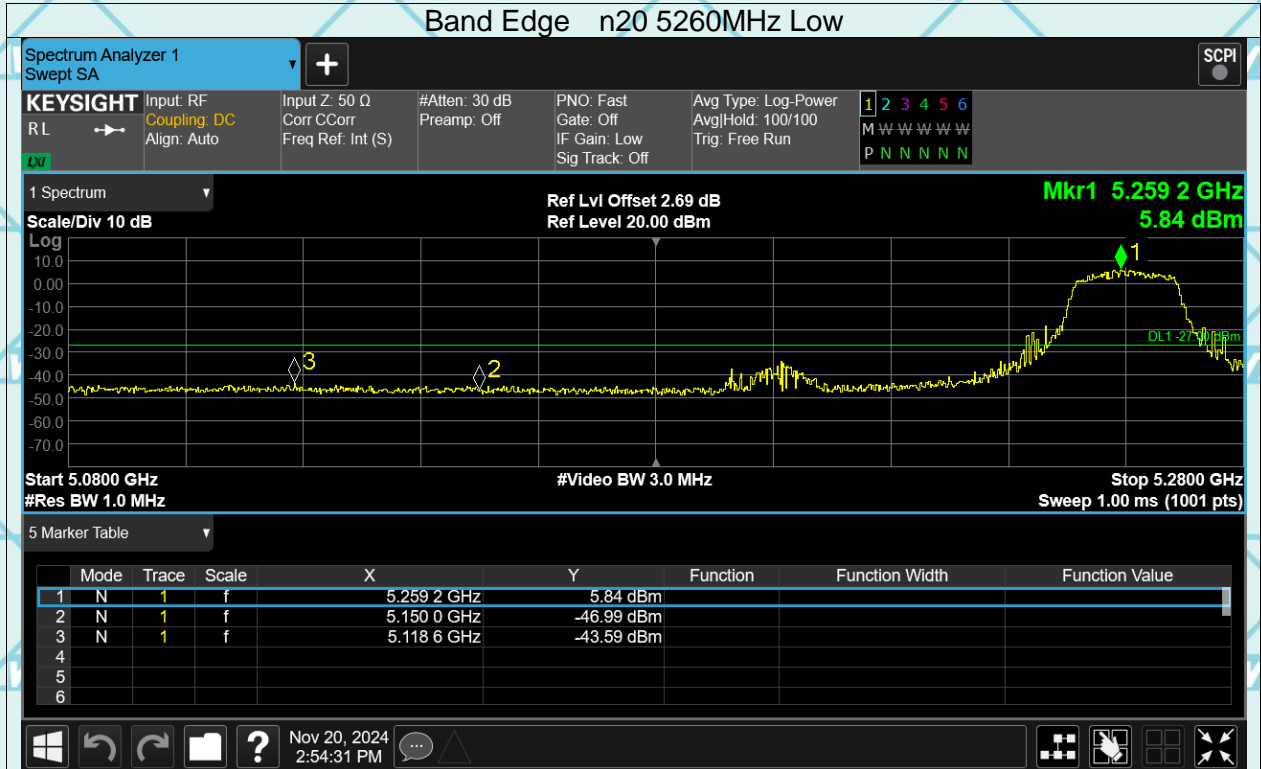 Band Edge n20 5260MHz Low
Spectrum Analyzer 1
Swept SA
SCPI
KEYSIGHT
RL
LXI
Input: RF
Coupling: DC
Align: Auto
Input Z: 50 Ω
Corr CCorr
Freq Ref: Int (S)
#Atten: 30 dB
Preamp: Off
PNO: Fast
Gate: Off
IF Gain: Low
Sig Track: Off
Avg Type: Log-Power
Avg|Hold: 100/100
Trig: Free Run
1 2 3 4 5 6
M W W W W W
P N N N N N
1 Spectrum
Scale/Div 10 dB
Ref Lvl Offset 2.69 dB
Ref Level 20.00 dBm
Mkr1 5.259 2 GHz
5.84 dBm
Log
10.0
0.00
-10.0
-20.0
-30.0
-40.0
-50.0
-60.0
-70.0
1
2
3
DL1 -27.00 dBm
Start 5.0800 GHz
#Res BW 1.0 MHz
#Video BW 3.0 MHz
Stop 5.2800 GHz
Sweep 1.00 ms (1001 pts)
5 Marker Table
Mode Trace Scale X Y Function Function Width Function Value
1 N 1 f 5.259 2 GHz 5.84 dBm
2 N 1 f 5.150 0 GHz -46.99 dBm
3 N 1 f 5.118 6 GHz -43.59 dBm
4
5
6
?
Nov 20, 2024
2:54:31 PM